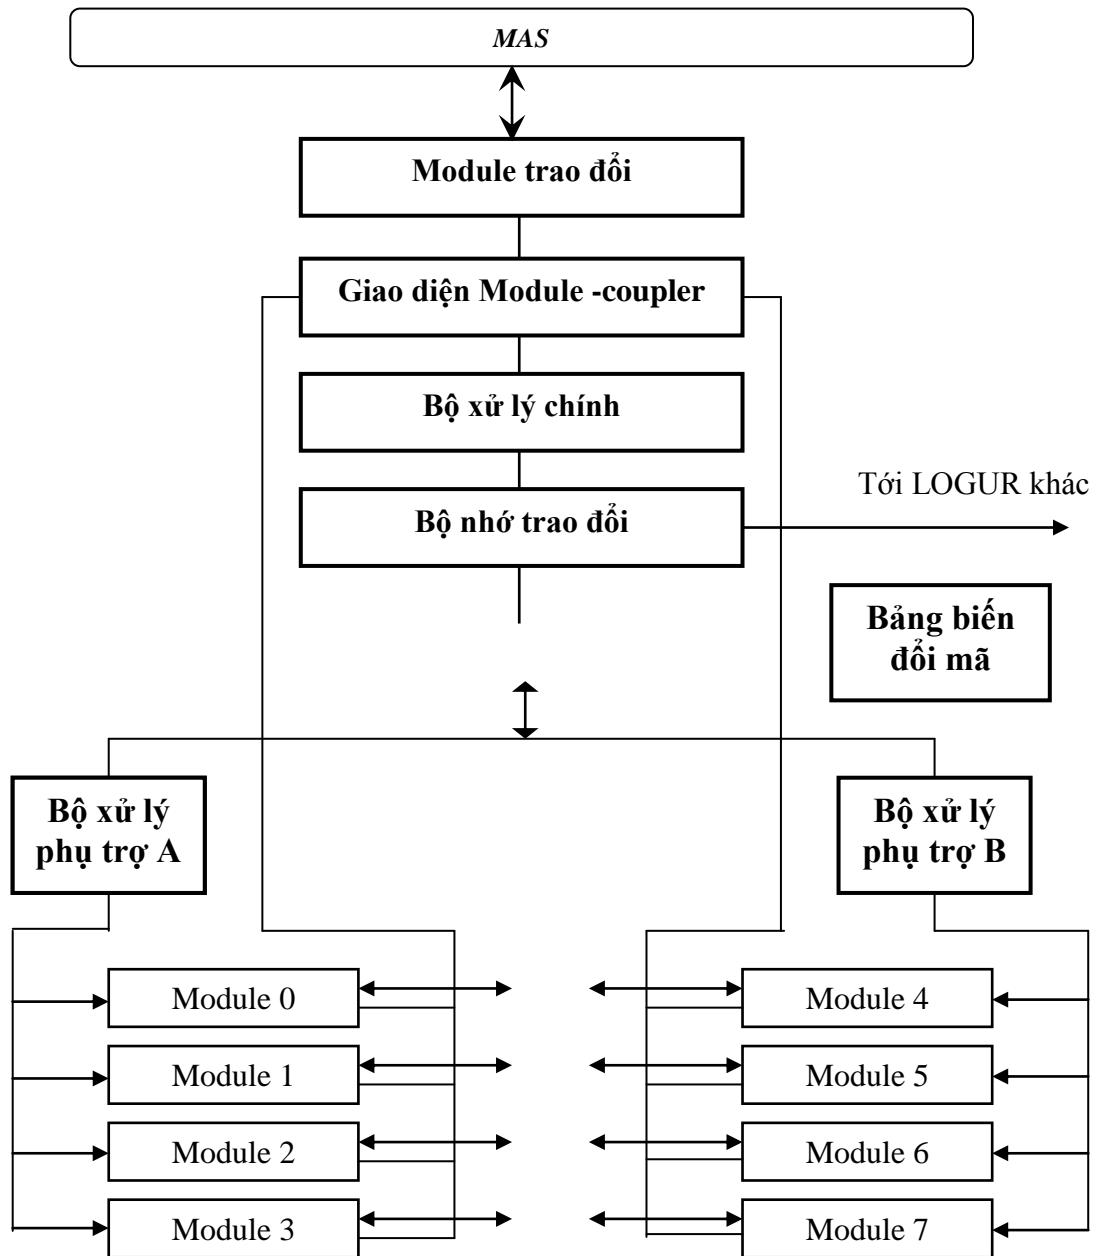 MAS
Module trao đổi
Giao diện Module -coupler
Bộ xử lý chính
Tới LOGUR khác
Bộ nhớ trao đổi
Bảng biến
đổi mã
Bộ xử lý
phụ trợ A
Bộ xử lý
phụ trợ B
Module 0
Module 4
Module 1
Module 5
Module 2
Module 6
Module 3
Module 7